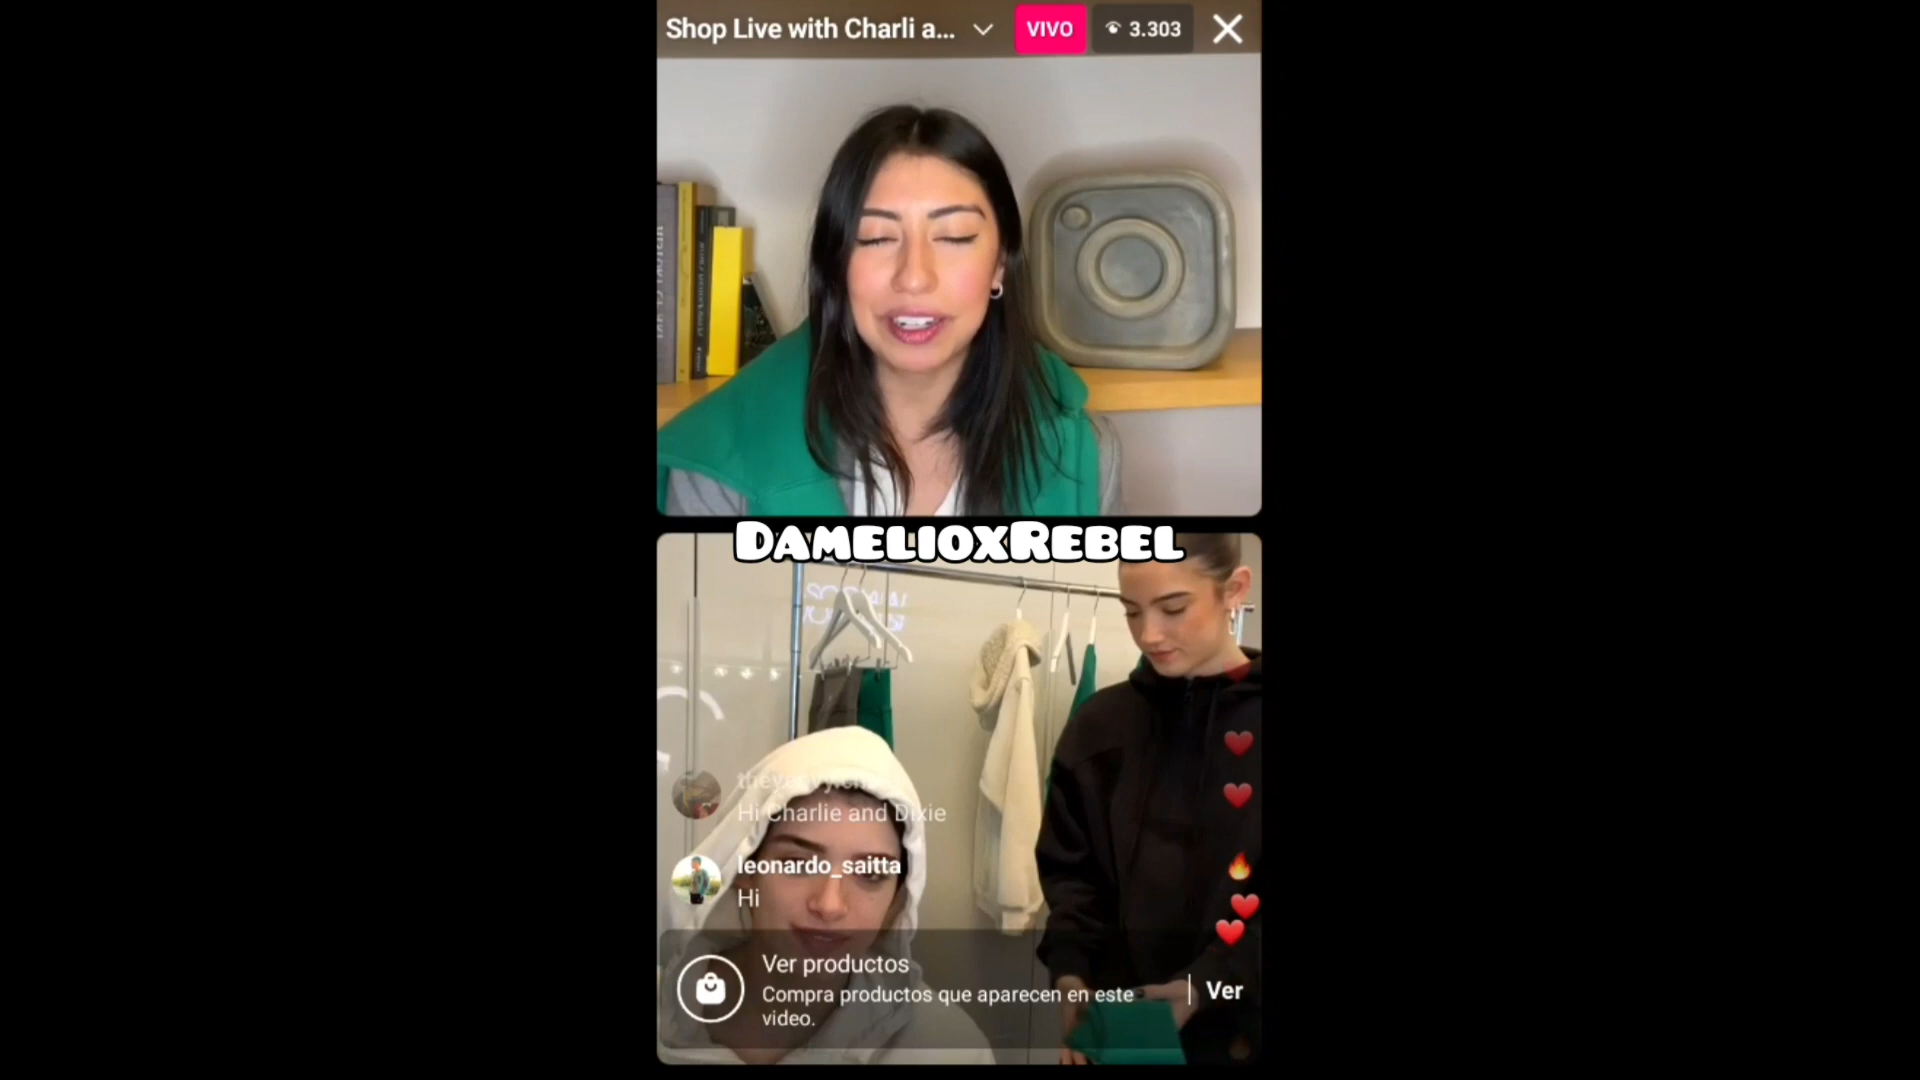 Shop Live with Charli a...
VIVO
3.303
DAMELIOXREBEL
Hi Charlie and Dixie
leonardo_saitta
Hi
Ver productos
Compra productos que aparecen en este
video.
Ver